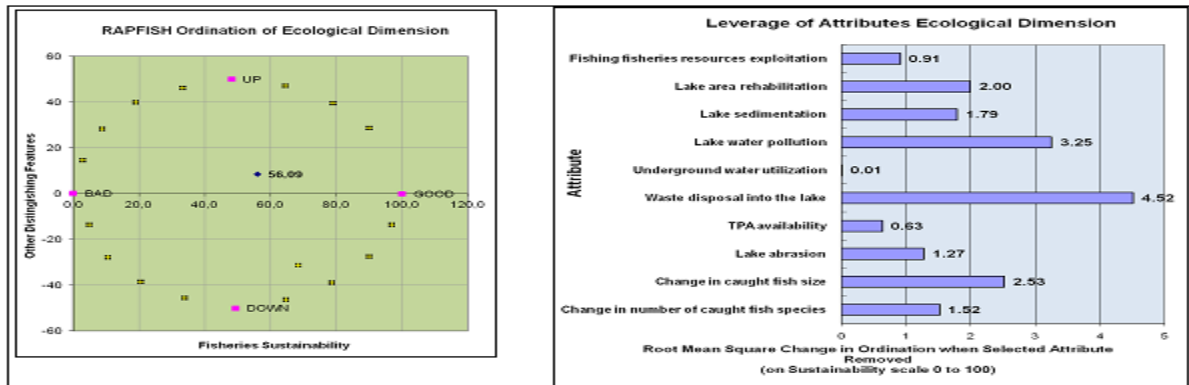 RAPFISH Ordination of Ecological Dimension
60
40
20
0
-20
-40
-60
UP
56,09
BAD
GOOD
DOWN
0,0 20,0 40,0 60,0 80,0 100,0 120,0
Other Distingishing Features
Fisheries Sustainability
Leverage of Attributes Ecological Dimension
Attribute
Fishing fisheries resources exploitation 0.91
Lake area rehabilitation 2.00
Lake sedimentation 1.79
Lake water pollution 3.25
Underground water utilization 0.01
Waste disposal into the lake 4.52
TPA availability 0.63
Lake abrasion 1.27
Change in caught fish size 2.53
Change in number of caught fish species 1.52
0 1 2 3 4 5
Root Mean Square Change in Ordination when Selected Attribute
Removed
(on Sustainability scale 0 to 100)